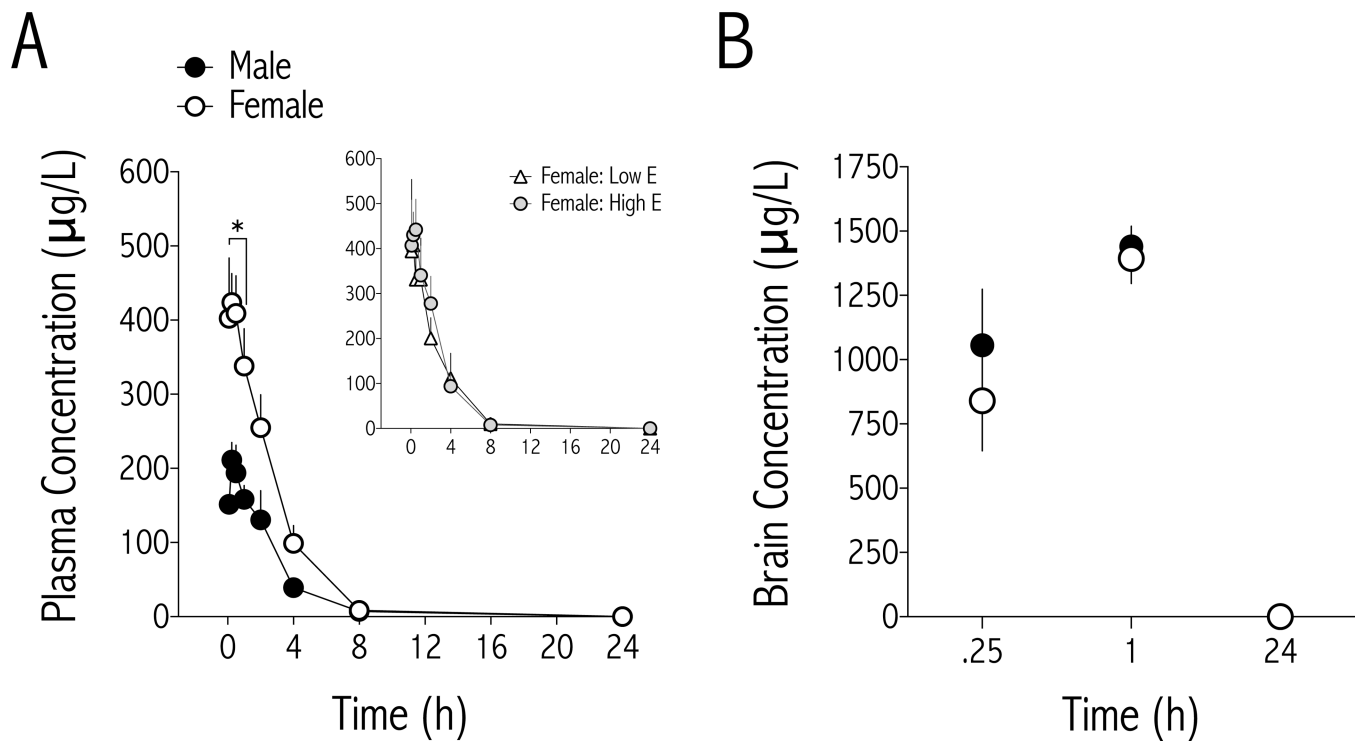 A
Male
Female
Plasma Concentration (µg/L)
600
500
400
300
200
100
0
*
0 4 8 12 16 20 24
Time (h)
600
500
400
300
200
100
0
Female: Low E
Female: High E
0 4 8 12 16 20 24
B
Brain Concentration (µg/L)
1750
1500
1250
1000
750
500
250
0
.25 1 24
Time (h)